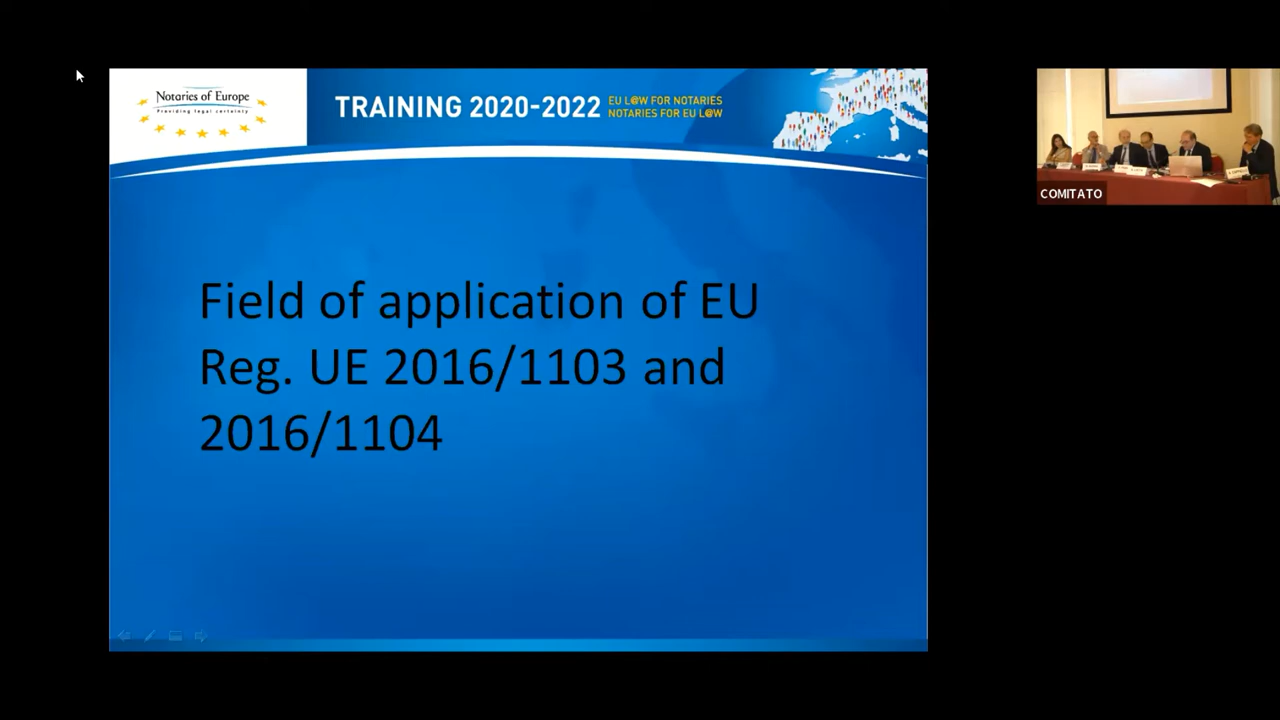 Notaries of Europe
Providing legal certainty
TRAINING 2020-2022
EU L@W FOR NOTARIES
NOTARIES FOR EU L@W
Field of application of EU
Reg. UE 2016/1103 and
2016/1104
COMITATO